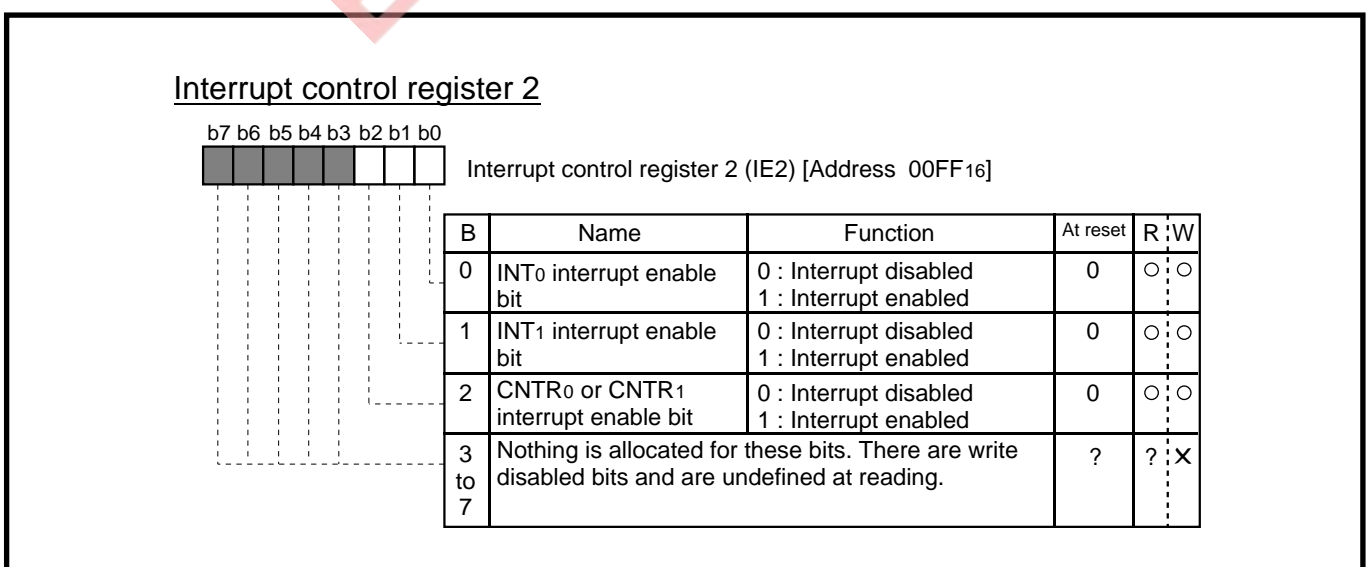 Interrupt control register 2
b7 b6 b5 b4 b3 b2 b1 b0
Interrupt control register 2 (IE2) [Address 00FF16]
B Name Function At reset R W
0 INT0 interrupt enable bit 0 : Interrupt disabled 1 : Interrupt enabled 0 ○ ○
1 INT1 interrupt enable bit 0 : Interrupt disabled 1 : Interrupt enabled 0 ○ ○
2 CNTR0 or CNTR1 interrupt enable bit 0 : Interrupt disabled 1 : Interrupt enabled 0 ○ ○
3 to 7 Nothing is allocated for these bits. There are write disabled bits and are undefined at reading. ? ? ×